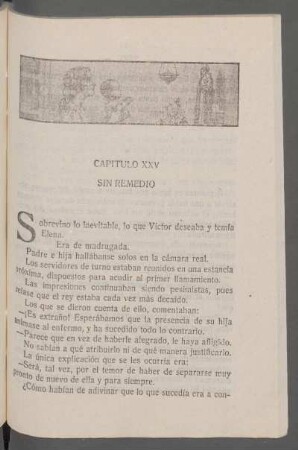 CAPITULO XXV
SIN REMEDIO
Sobrevino lo inevitable, lo que Víctor deseaba y temía
Elena.
Era de madrugada.
Padre e hija hallábanse solos en la cámara real.
Los servidores de turno estaban reunidos en una estancia
próxima, dispuestos para acudir al primer llamamiento.
Las impresiones continuaban siendo pesimistas, pues
veíase que el rey estaba cada vez más decaído.
Los que se dieron cuenta de ello, comentaban:
—¡Es extraño! Esperábamos que la presencia de su hija
animase al enfermo, y ha sucedido todo lo contrario.
—Parece que en vez de haberle alegrado, le haya afligido.
No sabían a qué atribuirlo ni de qué manera justificarlo.
La única explicación que se les ocurría era:
—Será, tal vez, por el temor de haber de separarse muy
pronto de nuevo de ella y para siempre.
¿Cómo habían de adivinar que lo que sucedía era a con-